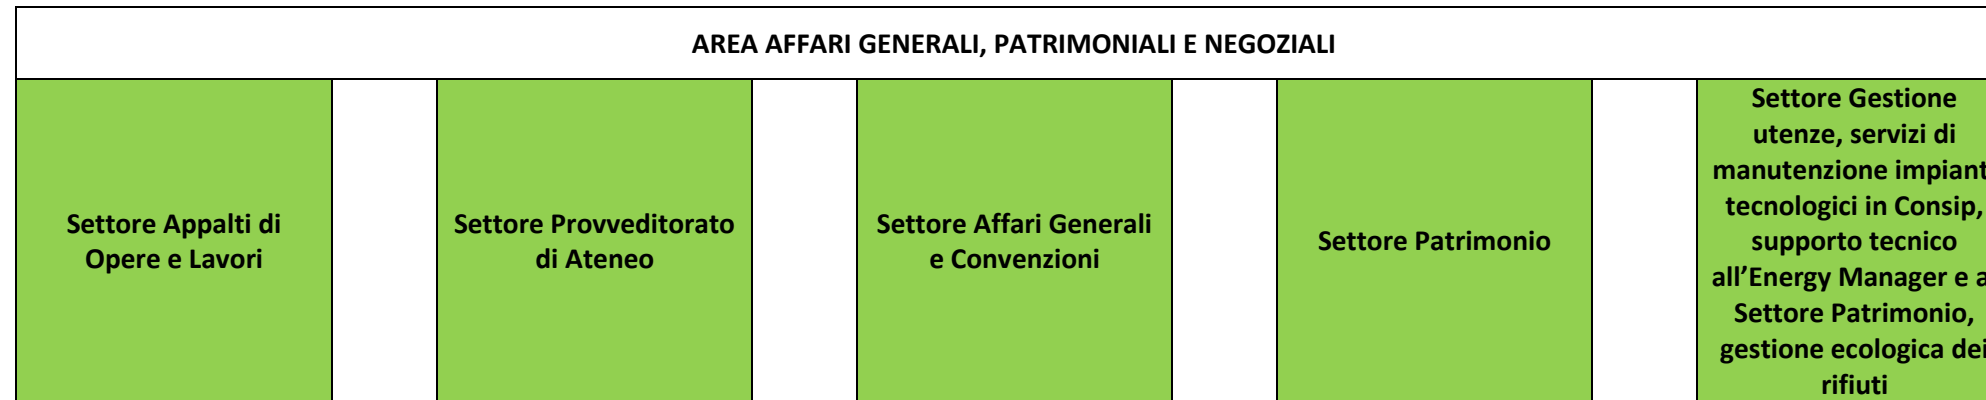 AREA AFFARI GENERALI, PATRIMONIALI E NEGOZIALI
Settore Appalti di
Opere e Lavori
Settore Provveditorato
di Ateneo
Settore Affari Generali
e Convenzioni
Settore Patrimonio
Settore Gestione
utenze, servizi di
manutenzione impiant
tecnologici in Consip,
supporto tecnico
all’Energy Manager e a
Settore Patrimonio,
gestione ecologica dei
rifiuti